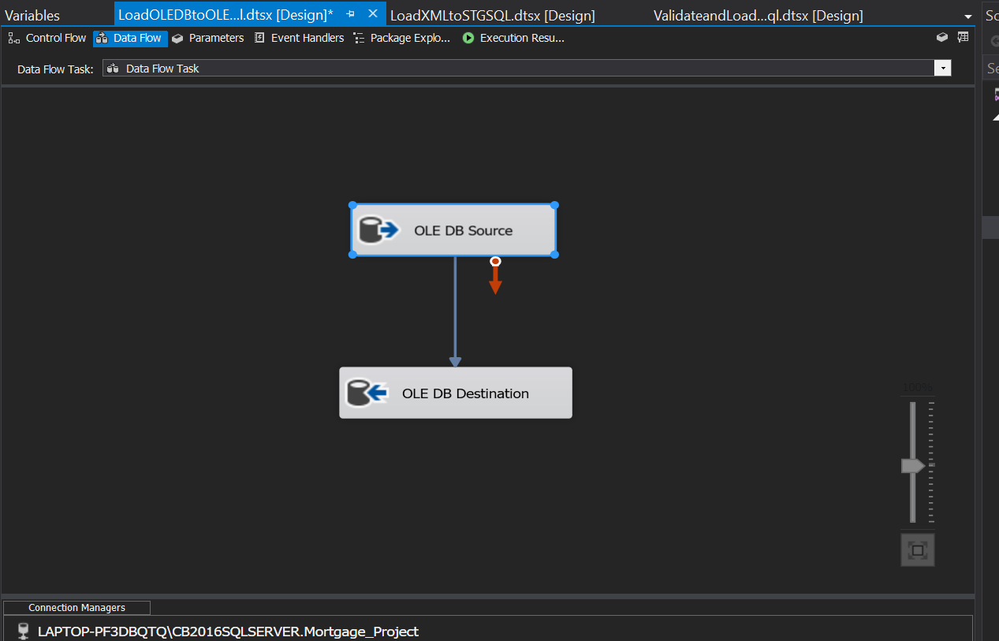 Variables LoadOLEDBtoOLE...l.dtsx [Design]* LoadXMLtoSTGSQL.dtsx [Design] ValidateandLoad...ql.dtsx [Design]
Control Flow Data Flow Parameters Event Handlers Package Explo... Execution Resu...
Data Flow Task: Data Flow Task
OLE DB Source
OLE DB Destination
100%
Connection Managers
LAPTOP-PF3DBQTQ\CB2016SQLSERVER.Mortgage_Project